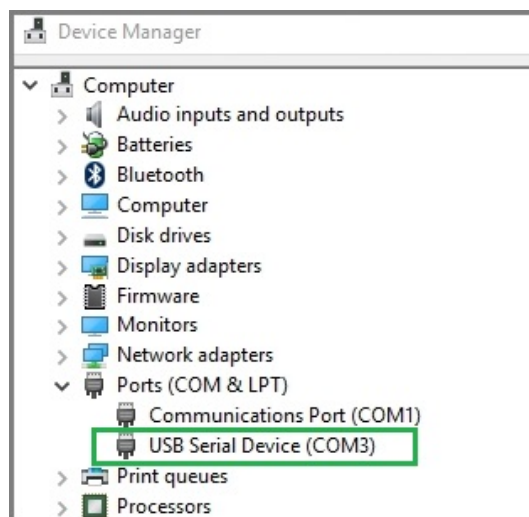 Device Manager
Computer
Audio inputs and outputs
Batteries
Bluetooth
Computer
Disk drives
Display adapters
Firmware
Monitors
Network adapters
Ports (COM & LPT)
Communications Port (COM1)
USB Serial Device (COM3)
Print queues
Processors